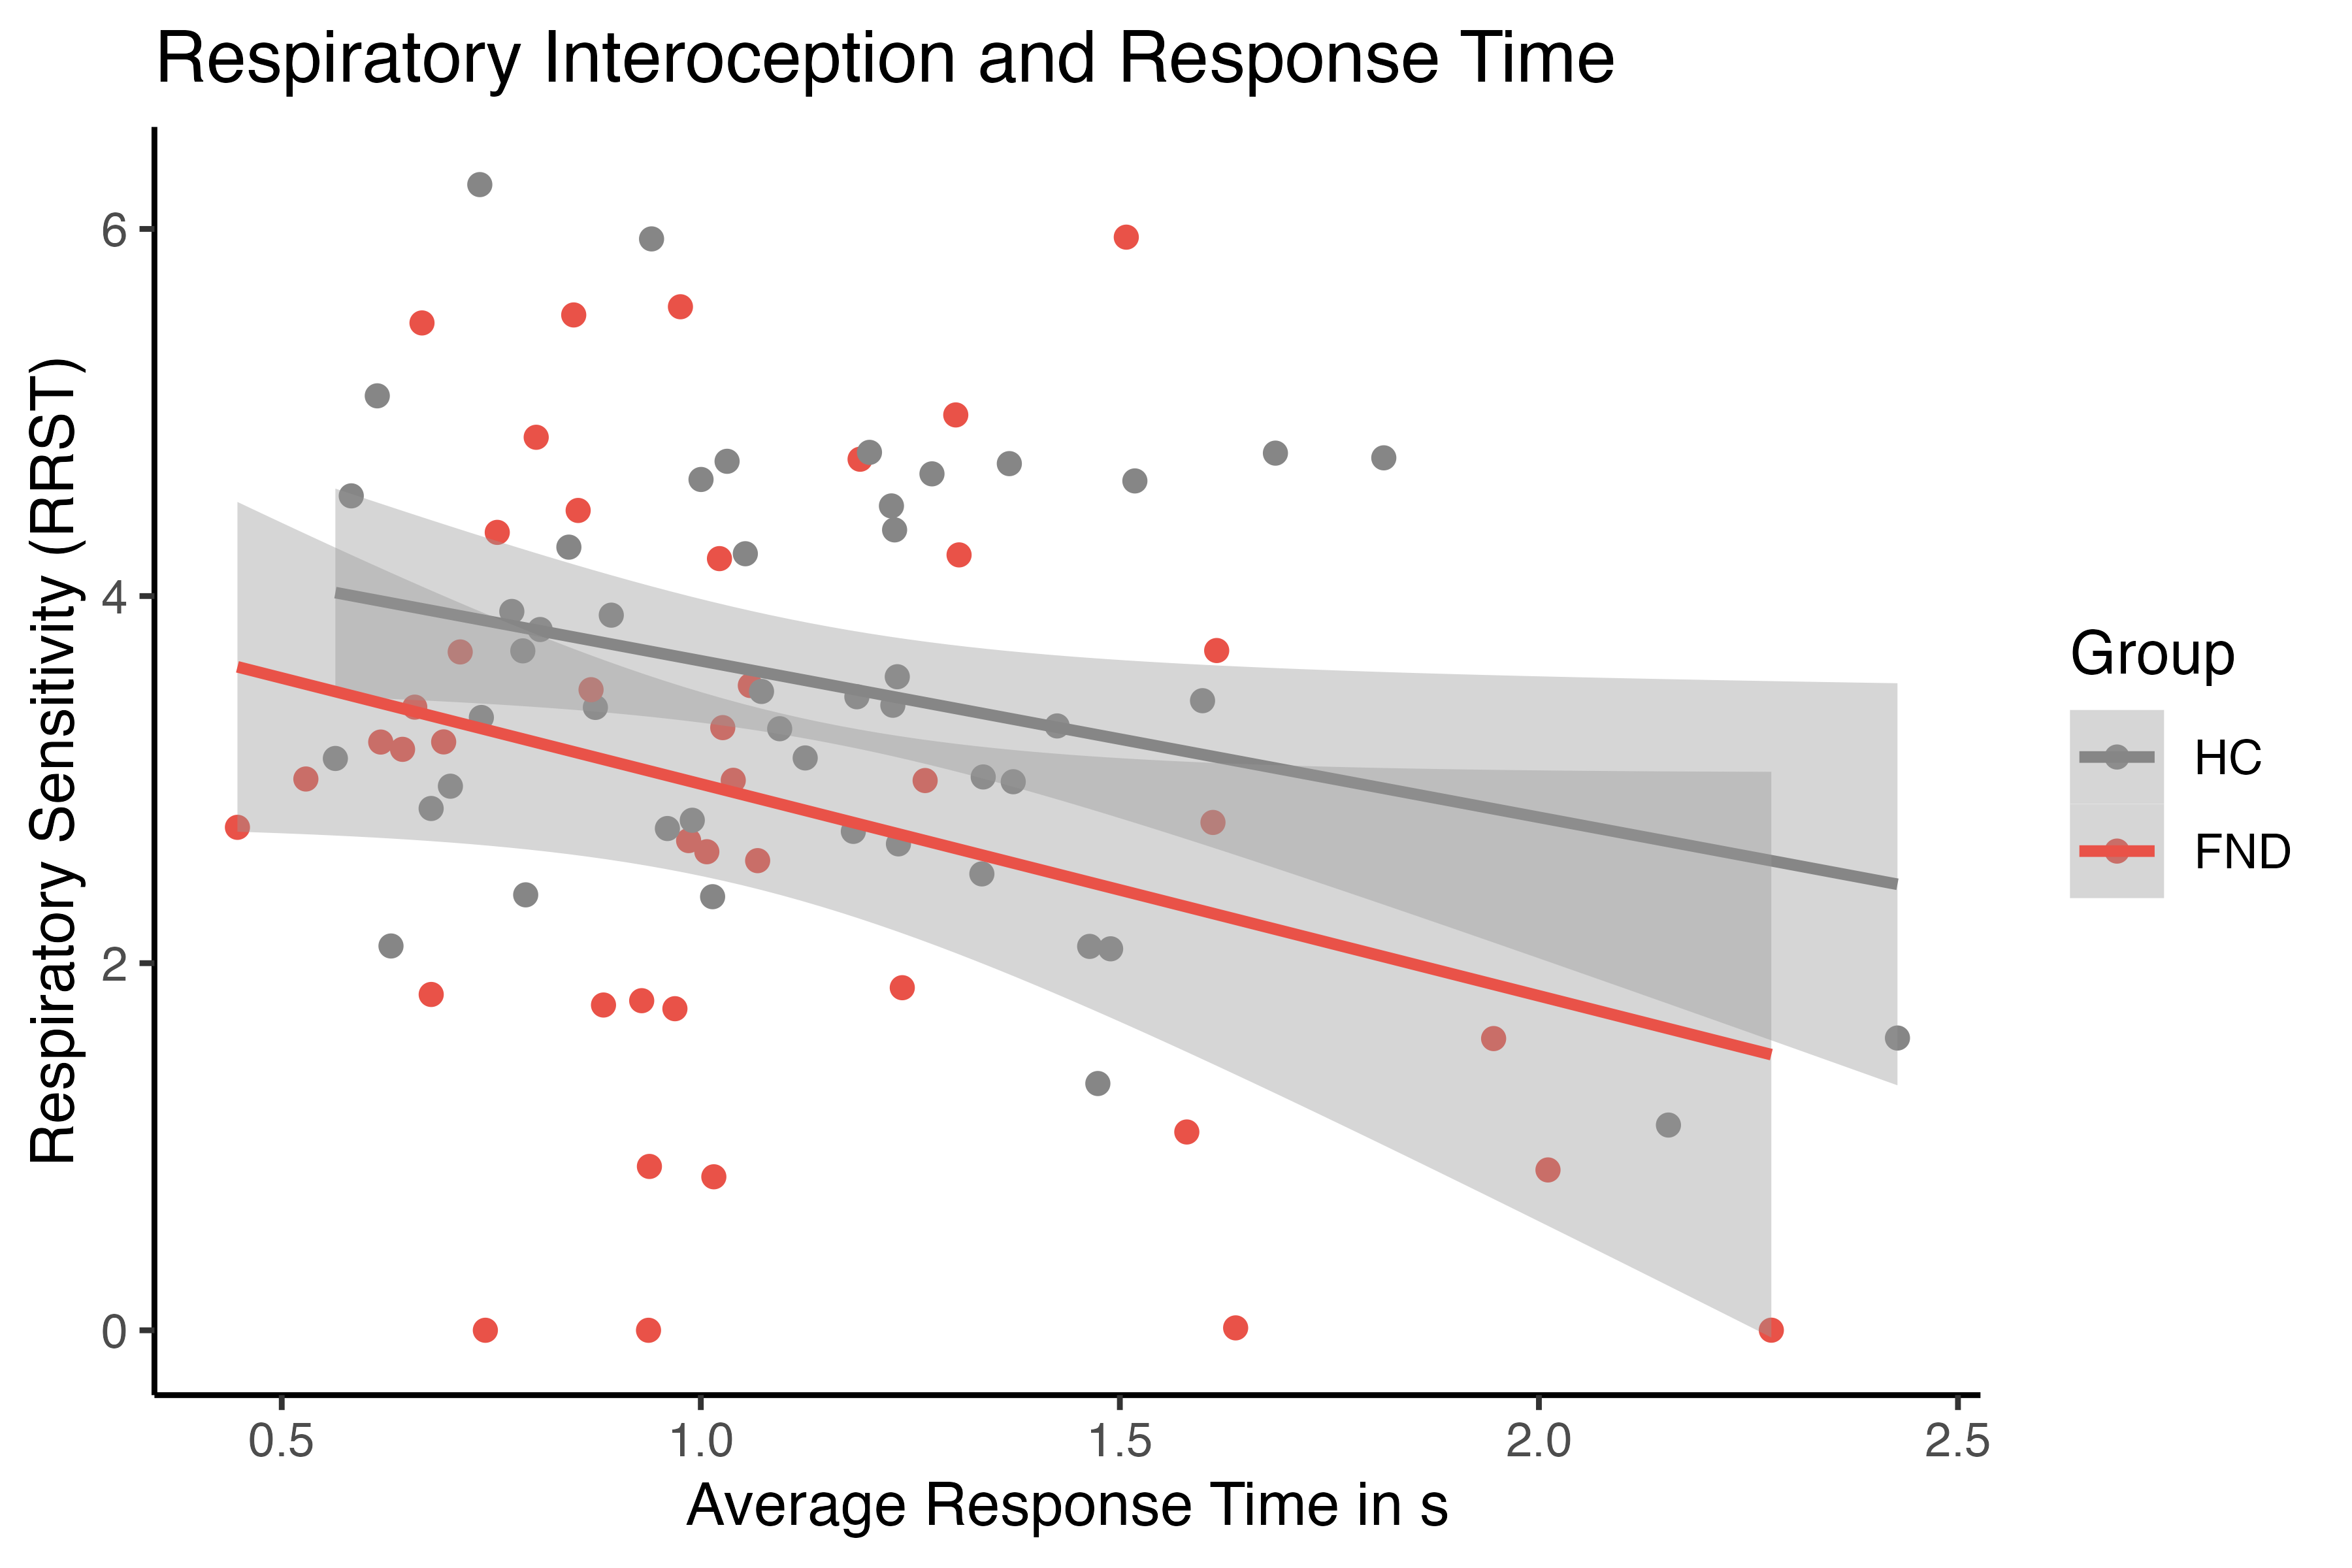 Respiratory Interoception and Response Time
Respiratory Sensitivity (RRST)
6
4
2
0
0.5 1.0 1.5 2.0 2.5
Average Response Time in s
Group
HC
FND